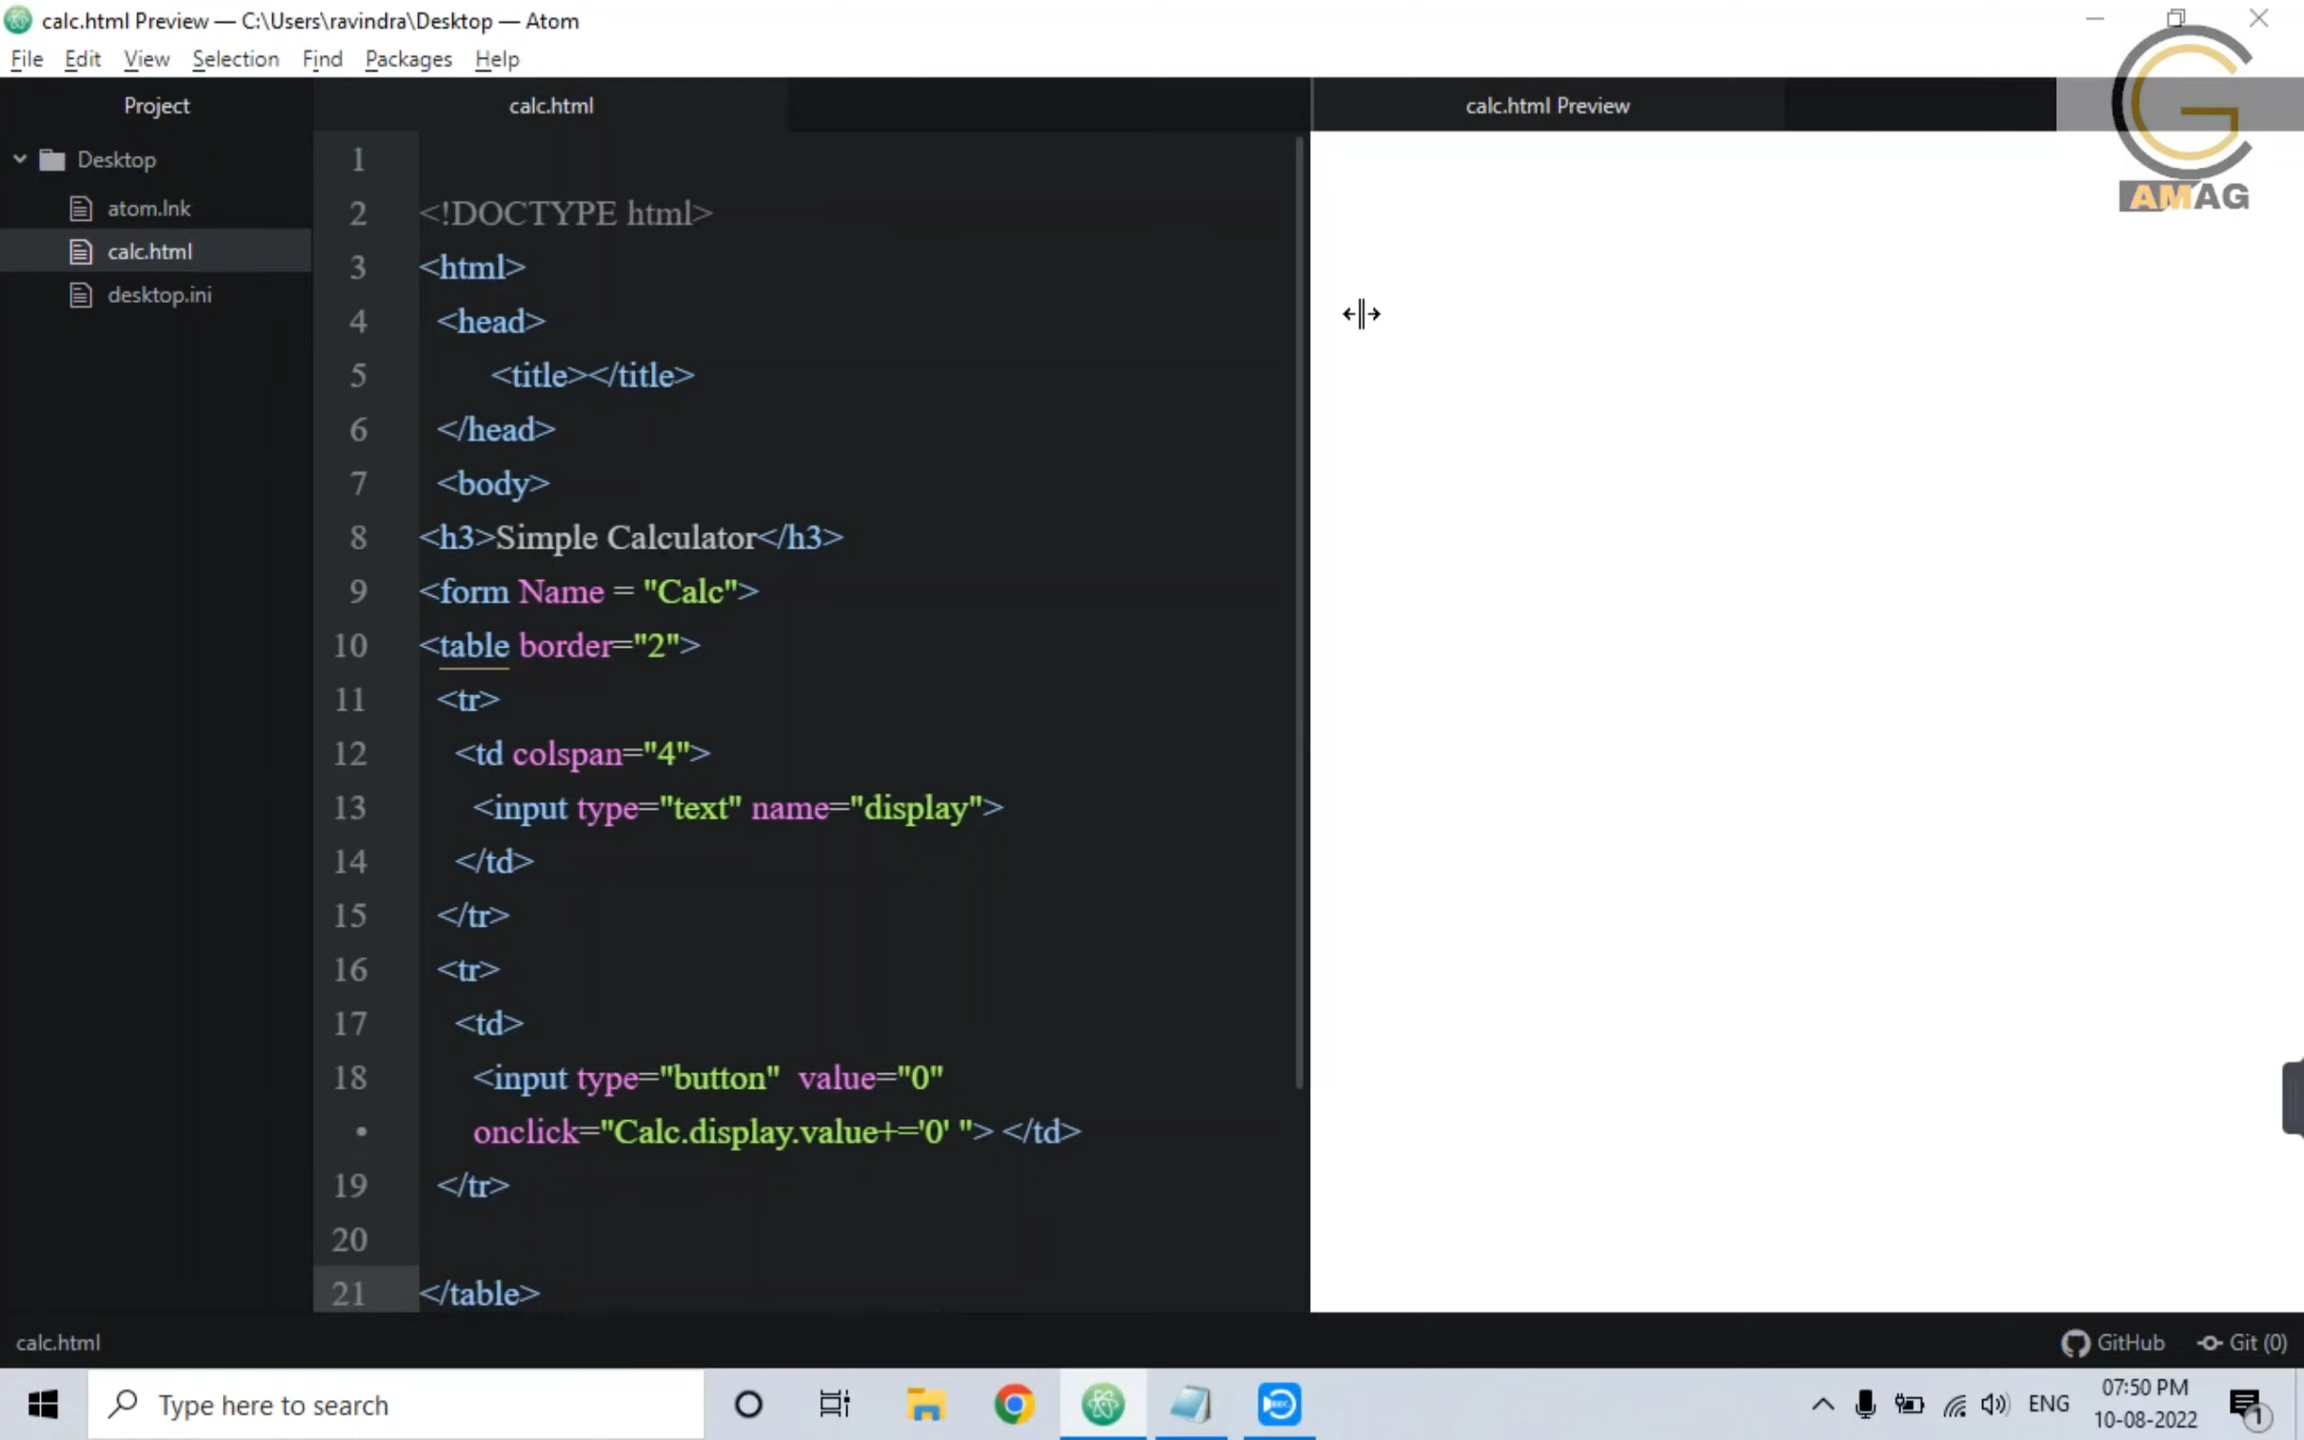 calc.html Preview — C:\Users\ravindra\Desktop — Atom
File Edit View Selection Find Packages Help
Project
calc.html
calc.html Preview
AMAG
Desktop
atom.lnk
calc.html
desktop.ini
1
2 <!DOCTYPE html>
3 <html>
4 <head>
5 <title></title>
6 </head>
7 <body>
8 <h3>Simple Calculator</h3>
9 <form Name = "Calc">
10 <table border="2">
11 <tr>
12 <td colspan="4">
13 <input type="text" name="display">
14 </td>
15 </tr>
16 <tr>
17 <td>
18 <input type="button"  value="0"
• onclick="Calc.display.value+='0' "> </td>
19 </tr>
20
21 </table>
calc.html
GitHub
Git (0)
Type here to search
ENG
07:50 PM
10-08-2022
1